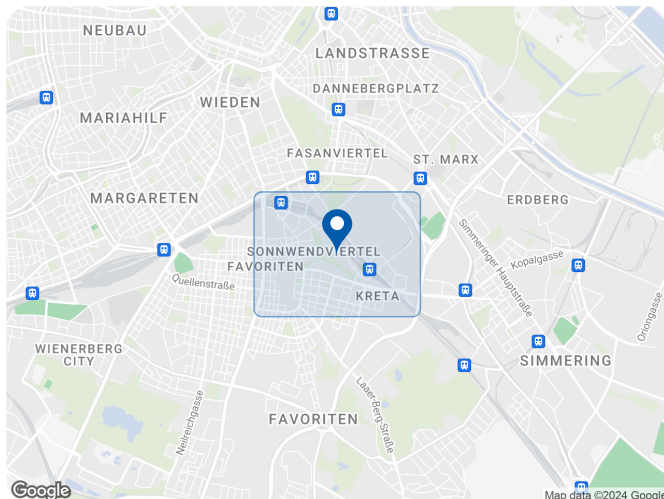 NEUBAU
LANDSTRASSE
DANNEBERGPLATZ
WIEDEN
MARIAHILF
FASANVIERTEL
ST. MARX
MARGARETEN
ERDBERG
Simmeringer Hauptstraße
SONNWENDVIERTEL
Kopalgasse
FAVORITEN
Quellenstraße
KRETA
Oriongasse
WIENERBERG
CITY
SIMMERING
Laaer-Berg-Straße
Neilreichgasse
FAVORITEN
Google
Map data ©2024 Google